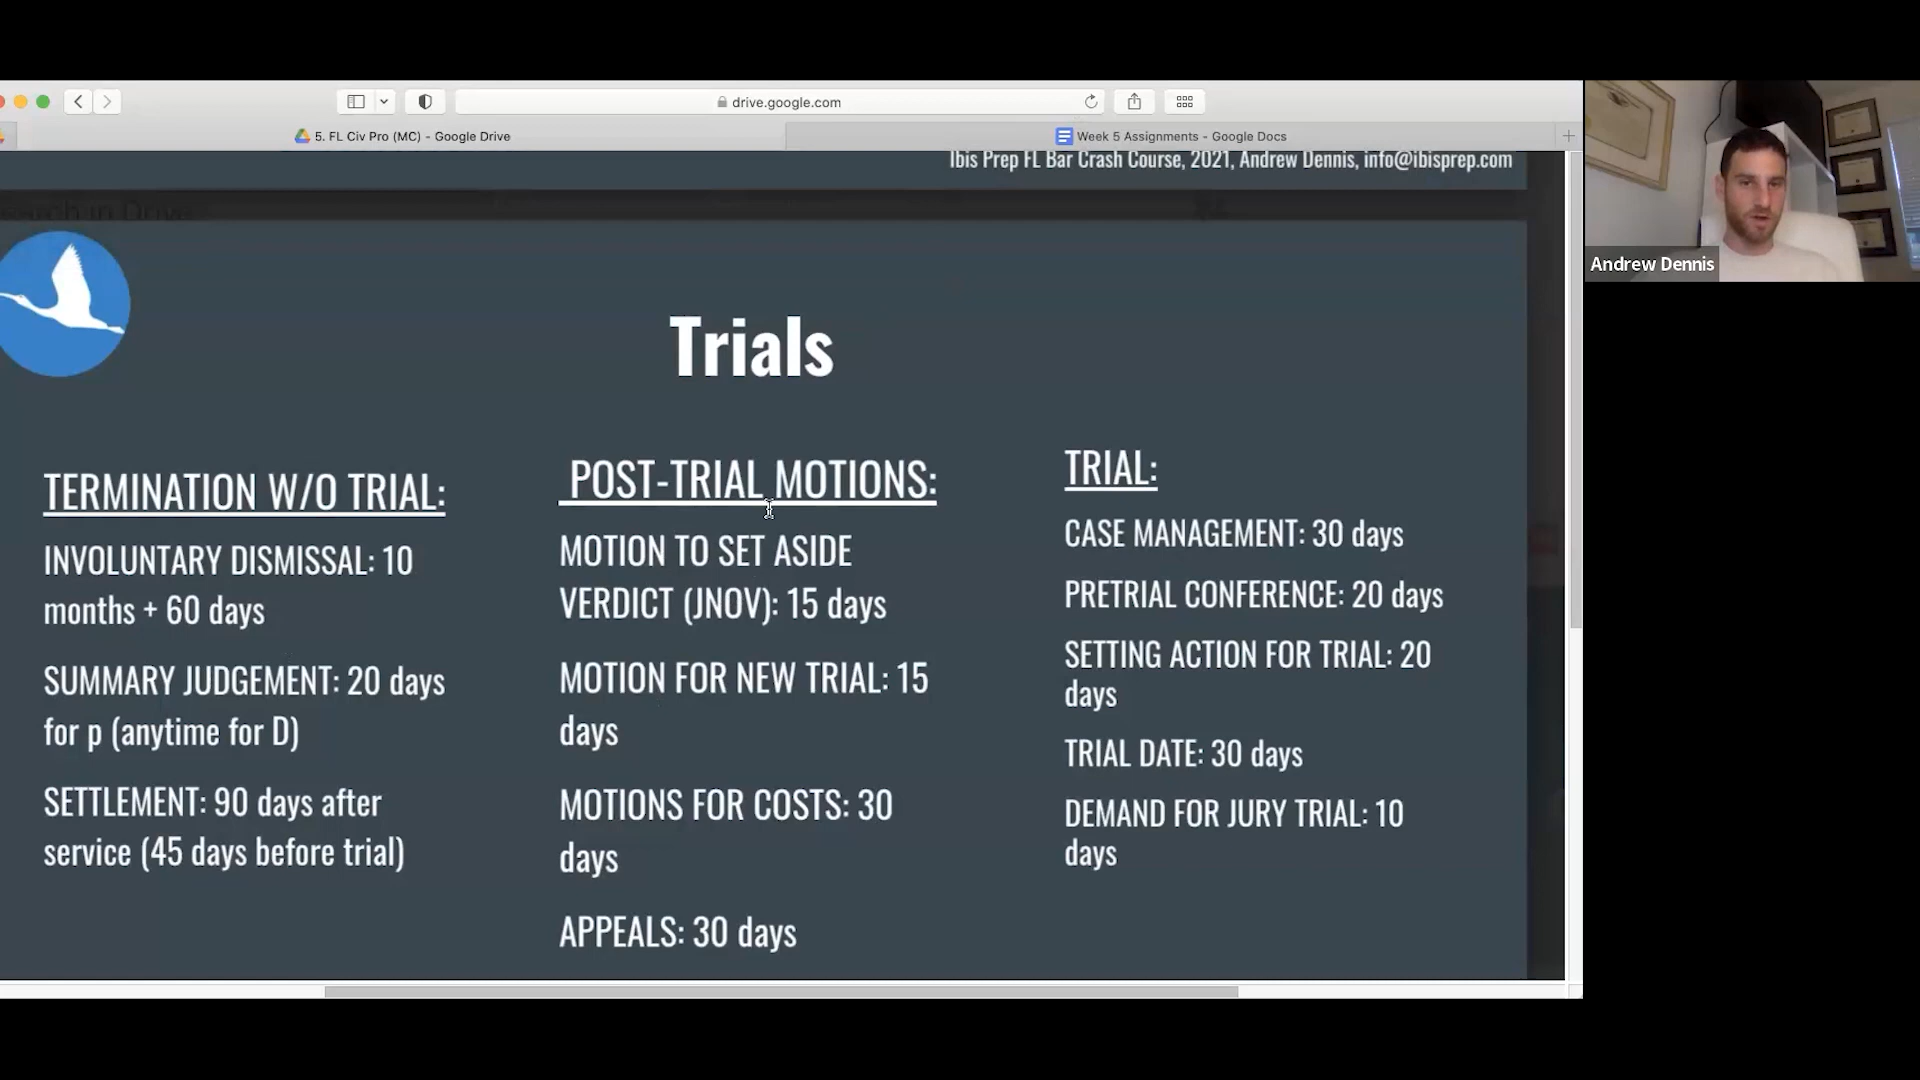 drive.google.com
5. FL Civ Pro (MC) - Google Drive
Week 5 Assignments - Google Docs
Ibis Prep FL Bar Crash Course, 2021, Andrew Dennis, info@ibisprep.com
Search in Drive
Andrew Dennis
Trials
TERMINATION W/O TRIAL:
INVOLUNTARY DISMISSAL: 10
months + 60 days
SUMMARY JUDGEMENT: 20 days
for p (anytime for D)
SETTLEMENT: 90 days after
service (45 days before trial)
POST-TRIAL MOTIONS:
MOTION TO SET ASIDE
VERDICT (JNOV): 15 days
MOTION FOR NEW TRIAL: 15
days
MOTIONS FOR COSTS: 30
days
APPEALS: 30 days
TRIAL:
CASE MANAGEMENT: 30 days
PRETRIAL CONFERENCE: 20 days
SETTING ACTION FOR TRIAL: 20
days
TRIAL DATE: 30 days
DEMAND FOR JURY TRIAL: 10
days